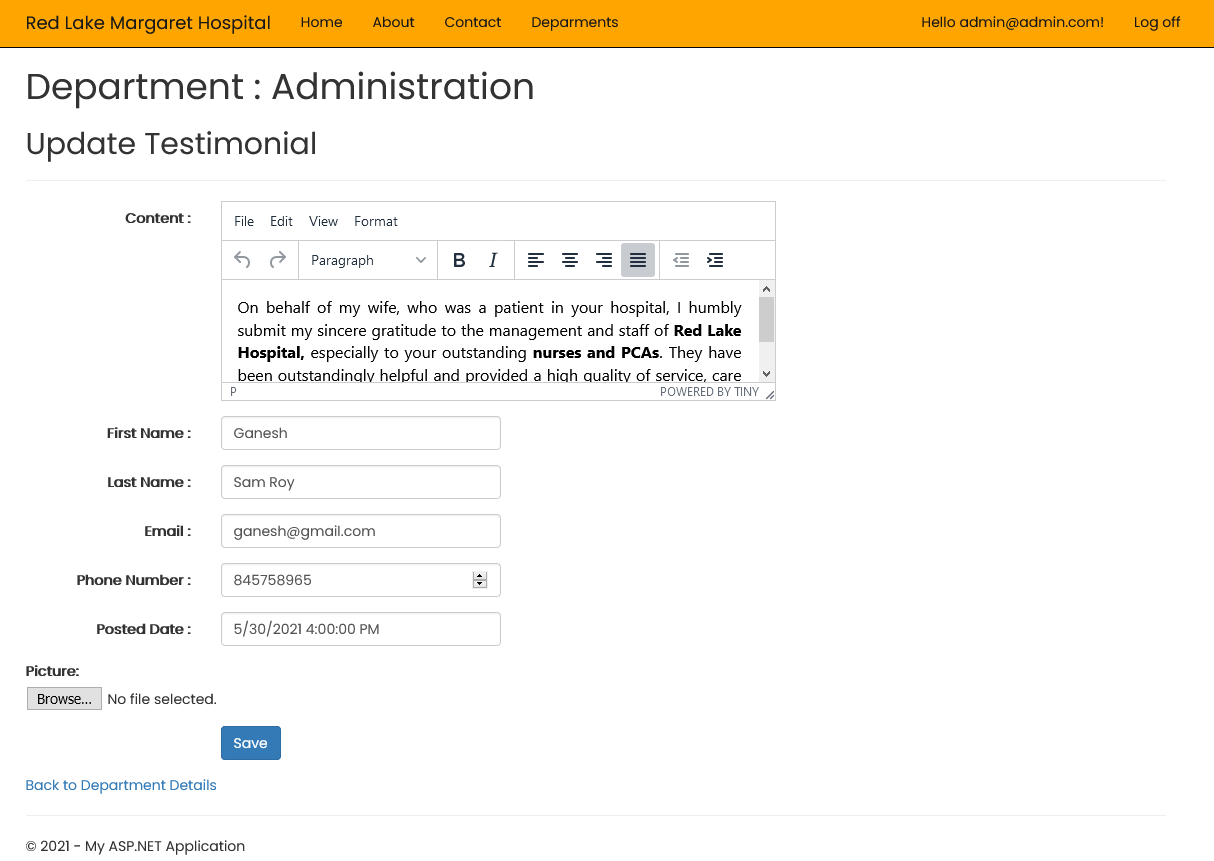 Red Lake Margaret Hospital Home About Contact Deparments Hello admin@admin.com! Log off
Department : Administration
Update Testimonial
Content :
File Edit View Format
Paragraph B I
On behalf of my wife, who was a patient in your hospital, I humbly
submit my sincere gratitude to the management and staff of Red Lake
Hospital, especially to your outstanding nurses and PCAs. They have
been outstandingly helpful and provided a high quality of service, care
P POWERED BY TINY
First Name : Ganesh
Last Name : Sam Roy
Email : ganesh@gmail.com
Phone Number : 845758965
Posted Date : 5/30/2021 4:00:00 PM
Picture:
Browse... No file selected.
Save
Back to Department Details
© 2021 - My ASP.NET Application